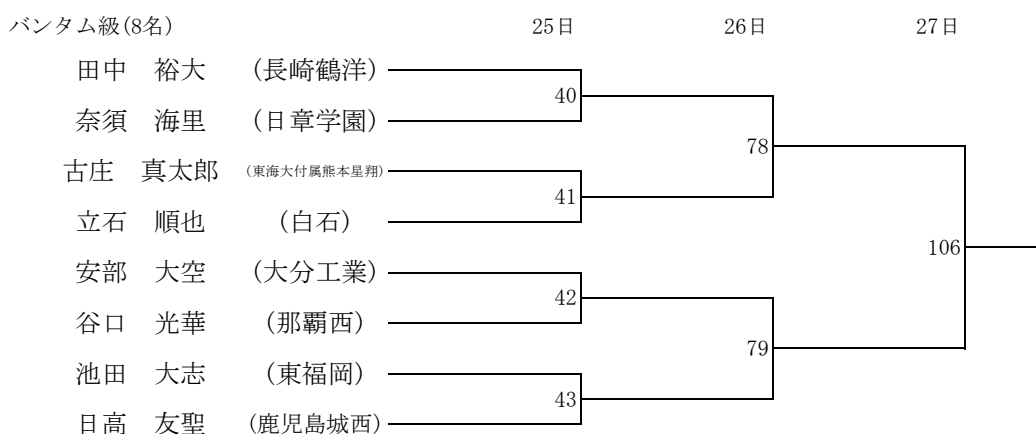 バンタム級(8名) 25日 26日 27日
田中 裕大 (長崎鶴洋)
40
奈須 海里 (日章学園)
78
古庄 真太郎 (東海大付属熊本星翔)
41
立石 順也 (白石)
106
安部 大空 (大分工業)
42
谷口 光華 (那覇西)
79
池田 大志 (東福岡)
43
日高 友聖 (鹿児島城西)